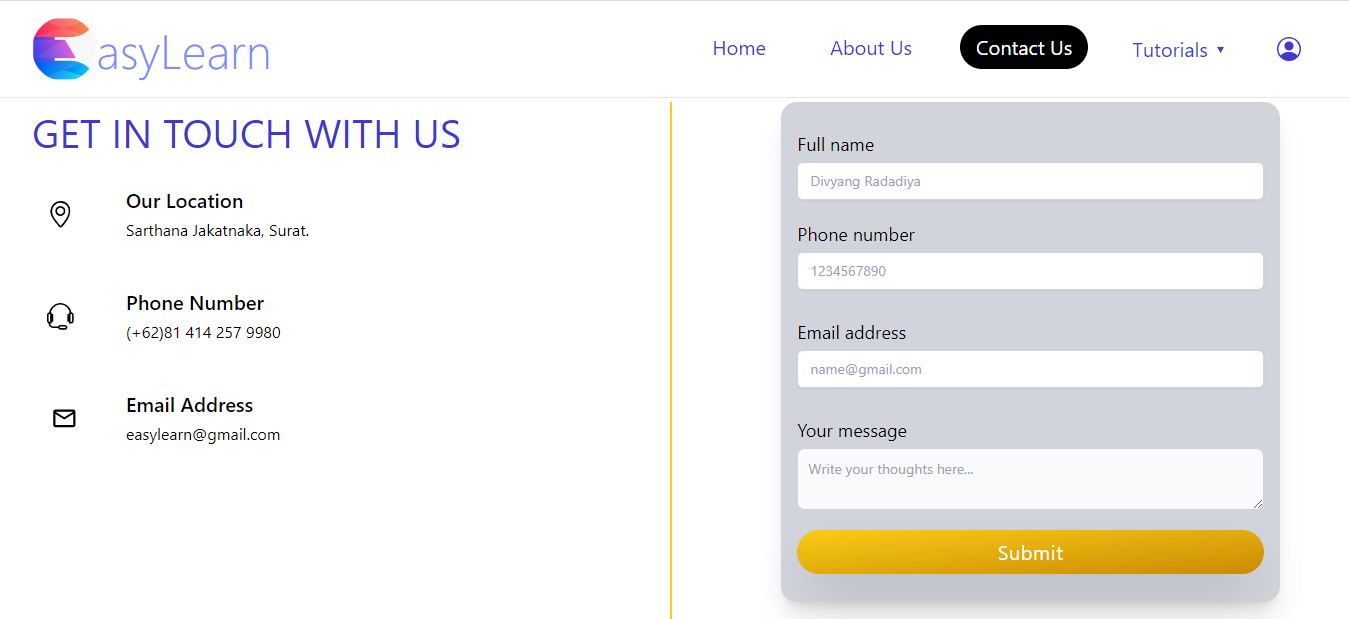 EasyLearn
Home
About Us
Contact Us
Tutorials ▾
GET IN TOUCH WITH US
Our Location
Sarthana Jakatnaka, Surat.
Phone Number
(+62)81 414 257 9980
Email Address
easylearn@gmail.com
Full name
Divyang Radadiya
Phone number
1234567890
Email address
name@gmail.com
Your message
Write your thoughts here...
Submit